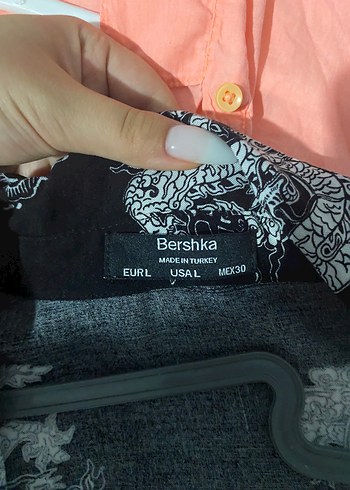 Bershka
MADE IN TURKEY
EUR L USA L MEX 30